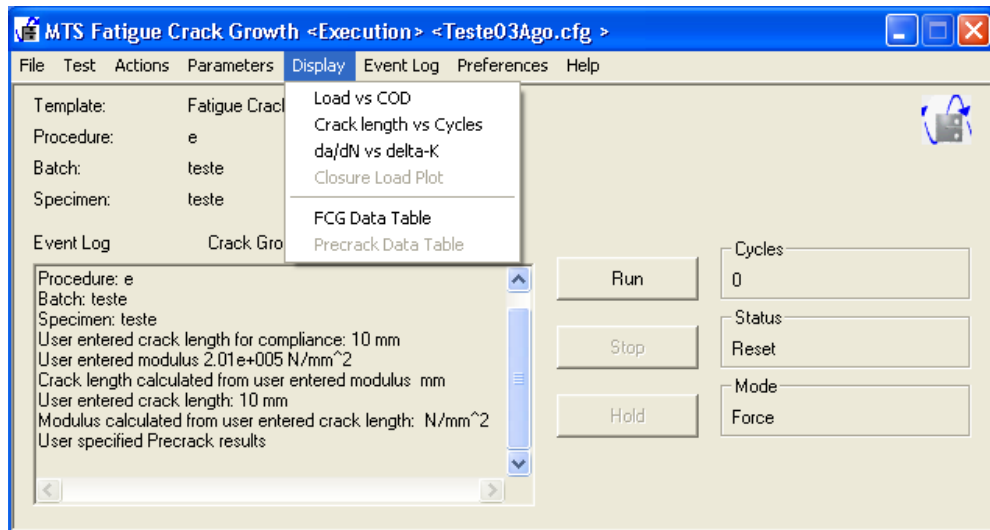 MTS Fatigue Crack Growth <Execution> <Teste03Ago.cfg >
File Test Actions Parameters Display Event Log Preferences Help
Template: Fatigue Crac
Procedure: e
Batch: teste
Specimen: teste
Load vs COD
Crack length vs Cycles
da/dN vs delta-K
Closure Load Plot
FCG Data Table
Precrack Data Table
Event Log Crack Gro
Procedure: e
Batch: teste
Specimen: teste
User entered crack length for compliance: 10 mm
User entered modulus 2.01e+005 N/mm^2
Crack length calculated from user entered modulus mm
User entered crack length: 10 mm
Modulus calculated from user entered crack length: N/mm^2
User specified Precrack results
Run
Stop
Hold
Cycles
0
Status
Reset
Mode
Force